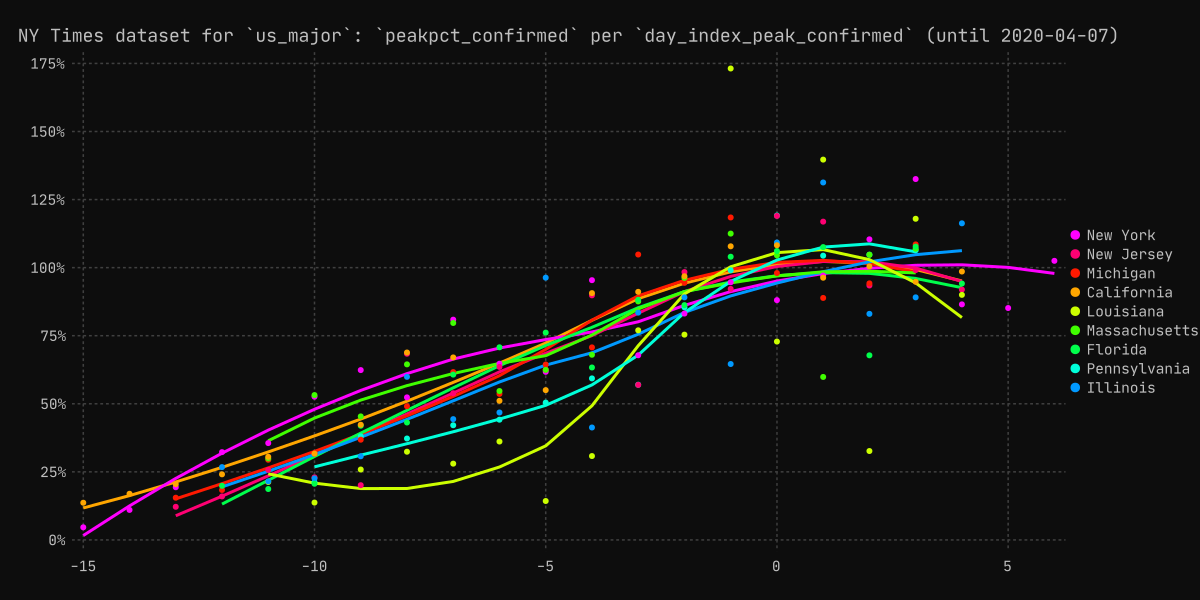 NY Times dataset for `us_major`: `peakpct_confirmed` per `day_index_peak_confirmed` (until 2020-04-07)
175%
150%
125%
100%
75%
50%
25%
0%
-15
-10
-5
0
5
New York
New Jersey
Michigan
California
Louisiana
Massachusetts
Florida
Pennsylvania
Illinois